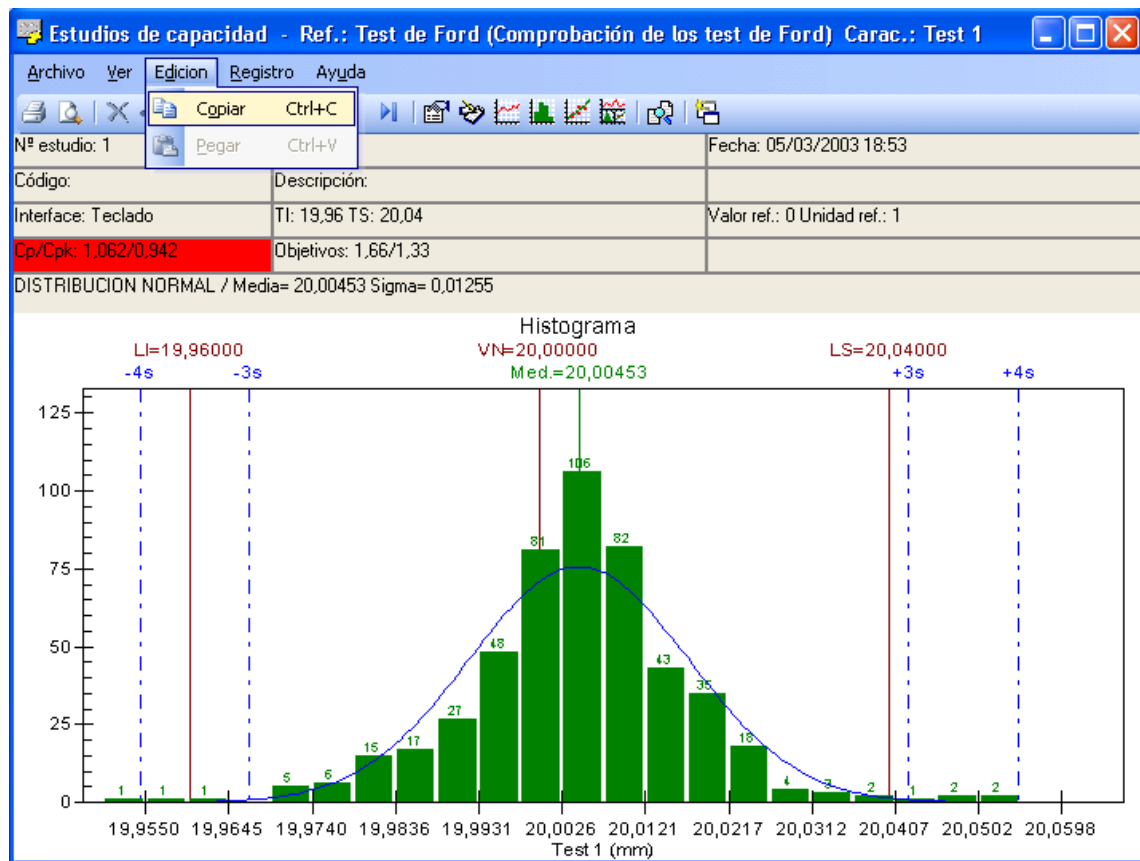 Estudios de capacidad - Ref.: Test de Ford (Comprobación de los test de Ford) Carac.: Test 1
Archivo Ver Edicion Registro Ayuda
Copiar Ctrl+C
Pegar Ctrl+V
Nº estudio: 1
Fecha: 05/03/2003 18:53
Código:
Descripción:
Interface: Teclado
TI: 19,96 TS: 20,04
Valor ref.: 0 Unidad ref.: 1
Cp/Cpk: 1,062/0,942
Objetivos: 1,66/1,33
DISTRIBUCION NORMAL / Media= 20,00453 Sigma= 0,01255
Histograma
LI=19,96000 VN=20,00000 LS=20,04000
-4s -3s Med.=20,00453 +3s +4s
125
100
75
50
25
0
1 1 1 5 6 15 17 27 48 81 106 82 43 35 18 4 3 2 1 2 2
19,9550 19,9645 19,9740 19,9836 19,9931 20,0026 20,0121 20,0217 20,0312 20,0407 20,0502 20,0598
Test 1 (mm)